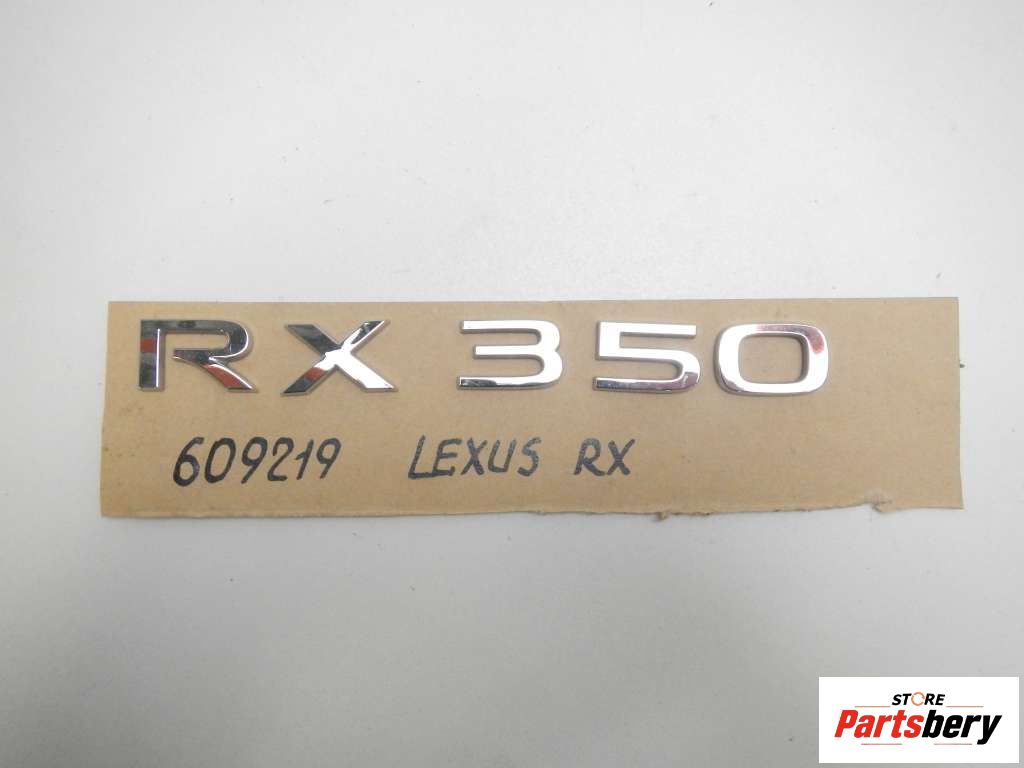 RX 350
609219 LEXUS RX
STORE
Partsbery